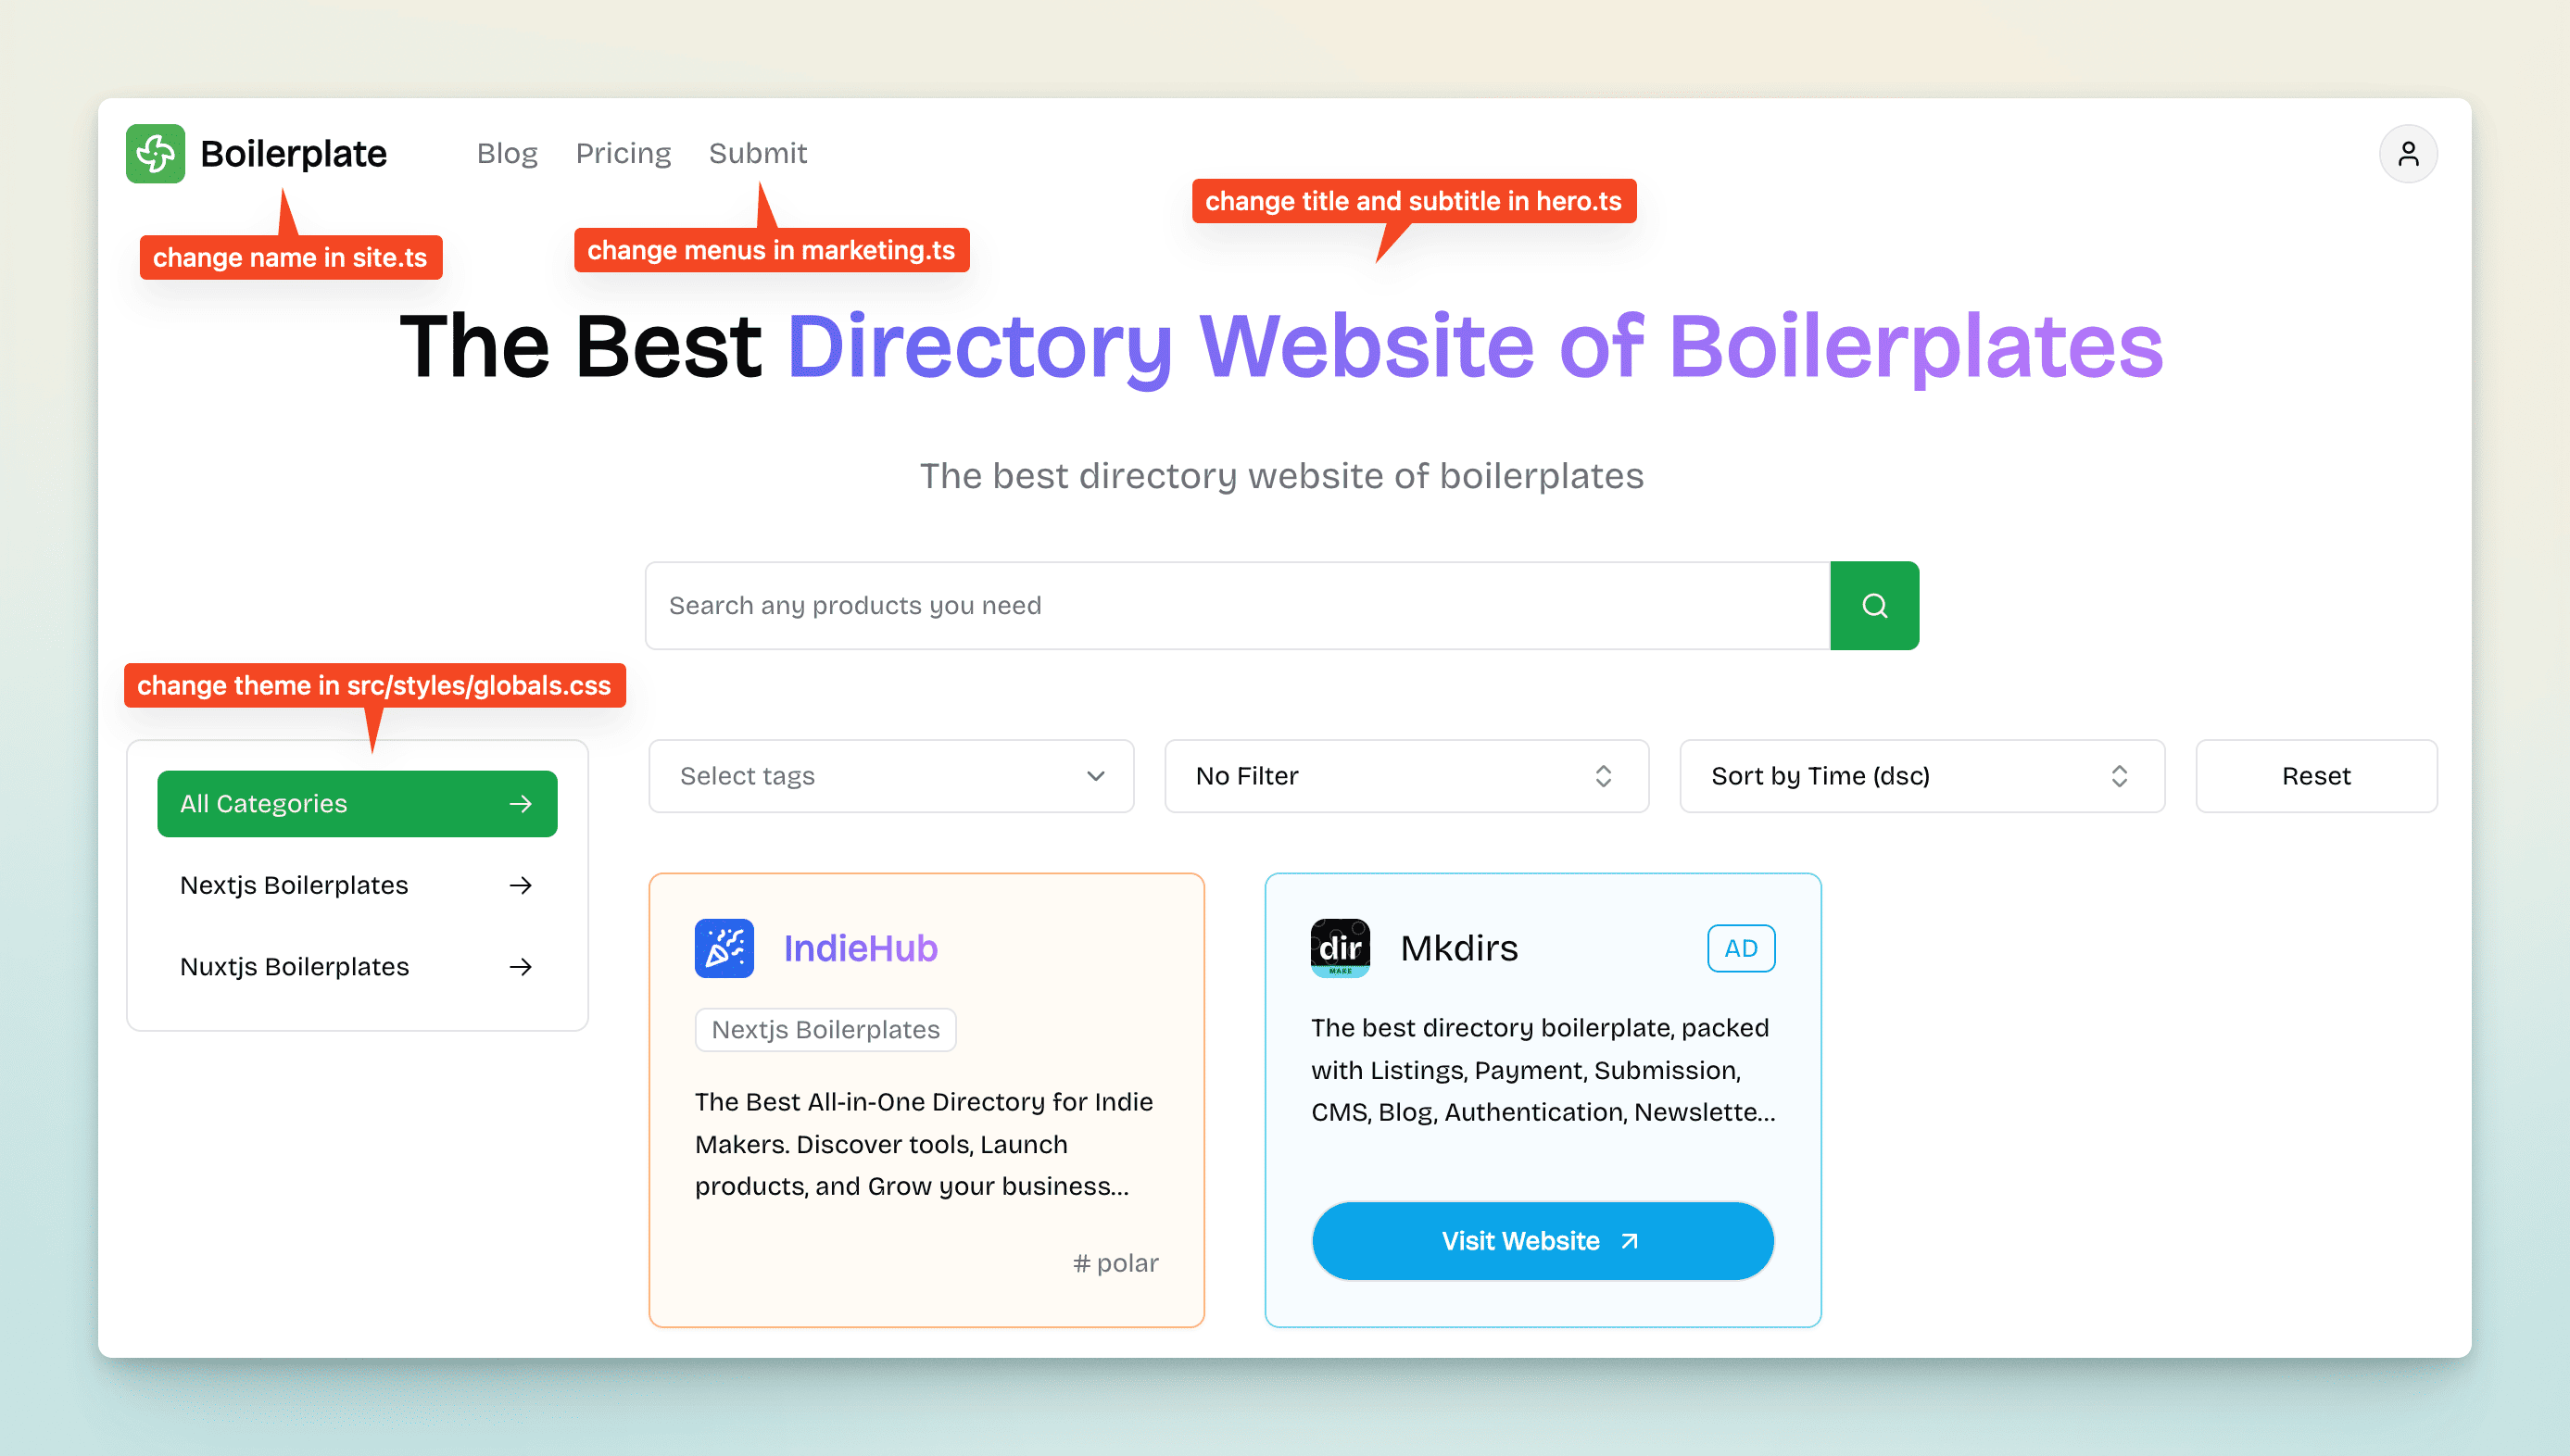 Boilerplate
Blog
Pricing
Submit
change name in site.ts
change menus in marketing.ts
change title and subtitle in hero.ts
The Best Directory Website of Boilerplates
The best directory website of boilerplates
Search any products you need
change theme in src/styles/globals.css
All Categories
Nextjs Boilerplates
Nuxtjs Boilerplates
Select tags
No Filter
Sort by Time (dsc)
Reset
IndieHub
Nextjs Boilerplates
The Best All-in-One Directory for Indie
Makers. Discover tools, Launch
products, and Grow your business...
# polar
dir
MAKE
Mkdirs
AD
The best directory boilerplate, packed
with Listings, Payment, Submission,
CMS, Blog, Authentication, Newslette...
Visit Website